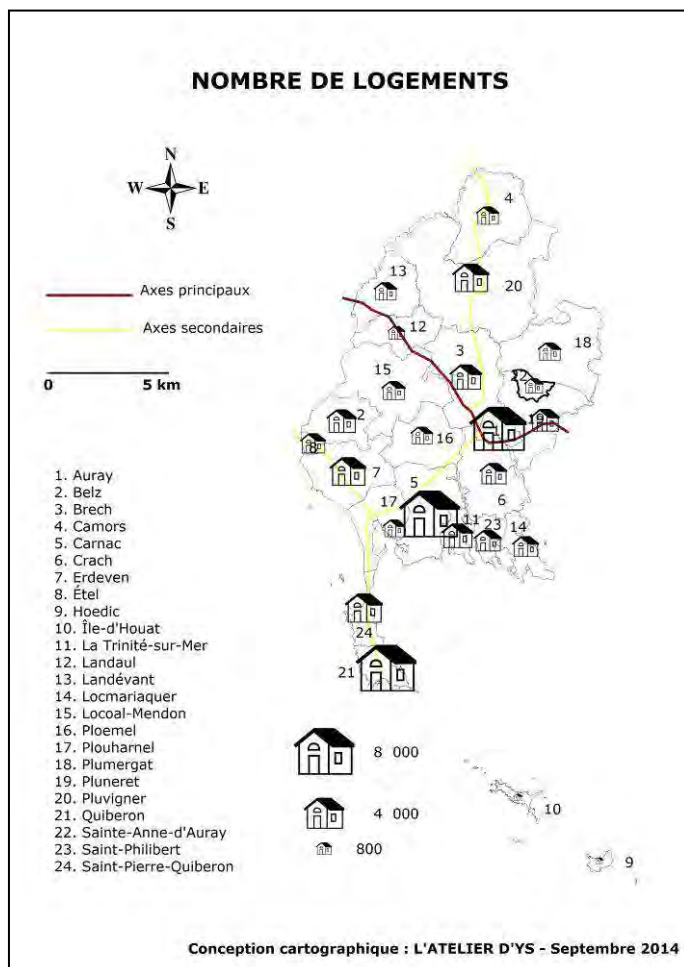 NOMBRE DE LOGEMENTS
N
W E
S
4
13
20
Axes principaux
12
Axes secondaires
3
18
0 5 km
15
2
16
8
7
5
6
17
11 23 14
1. Auray
2. Belz
3. Brech
4. Camors
5. Carnac
6. Crach
7. Erdeven
8. Étel
9. Hoedic
10. Île-d'Houat
11. La Trinité-sur-Mer
12. Landaul
13. Landévant
14. Locmariaquer
15. Locoal-Mendon
16. Ploemel
17. Plouharnel
18. Plumergat
19. Pluneret
20. Pluvigner
21. Quiberon
22. Sainte-Anne-d'Auray
23. Saint-Philibert
24. Saint-Pierre-Quiberon
24
21
8 000
4 000
800
10
9
Conception cartographique : L'ATELIER D'YS - Septembre 2014